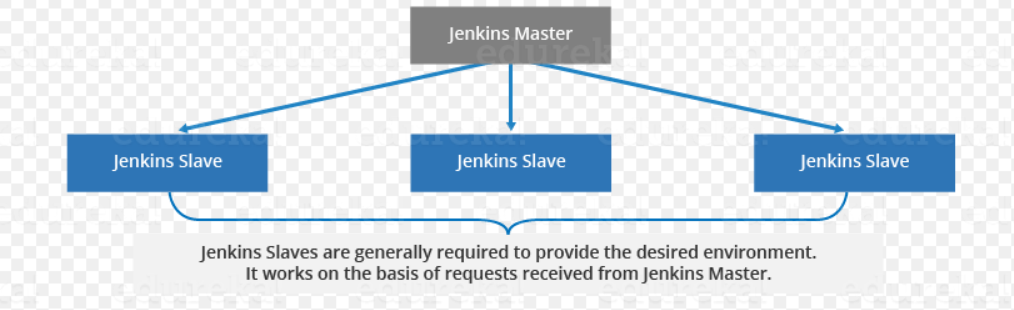 Jenkins Master
edureka!
Jenkins Slave
Jenkins Slave
Jenkins Slave
Jenkins Slaves are generally required to provide the desired environment.
It works on the basis of requests received from Jenkins Master.